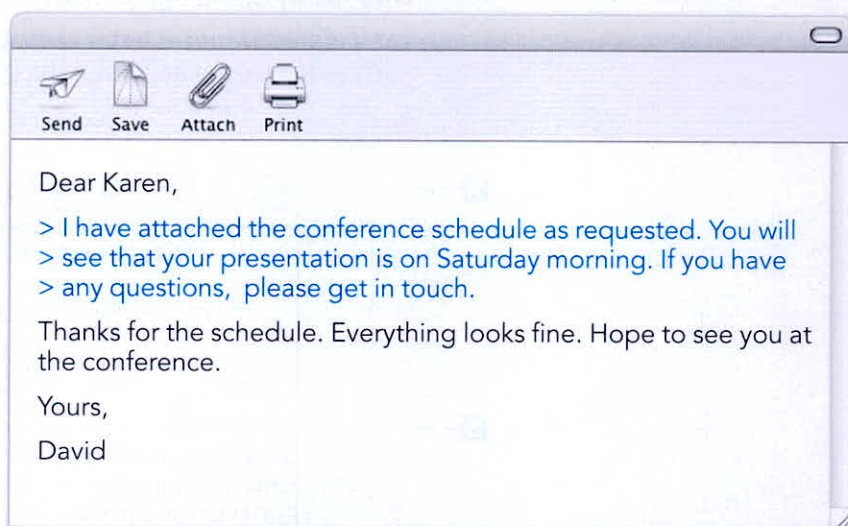 Send Save Attach Print
Dear Karen,
> I have attached the conference schedule as requested. You will
> see that your presentation is on Saturday morning. If you have
> any questions, please get in touch.
Thanks for the schedule. Everything looks fine. Hope to see you at
the conference.
Yours,
David